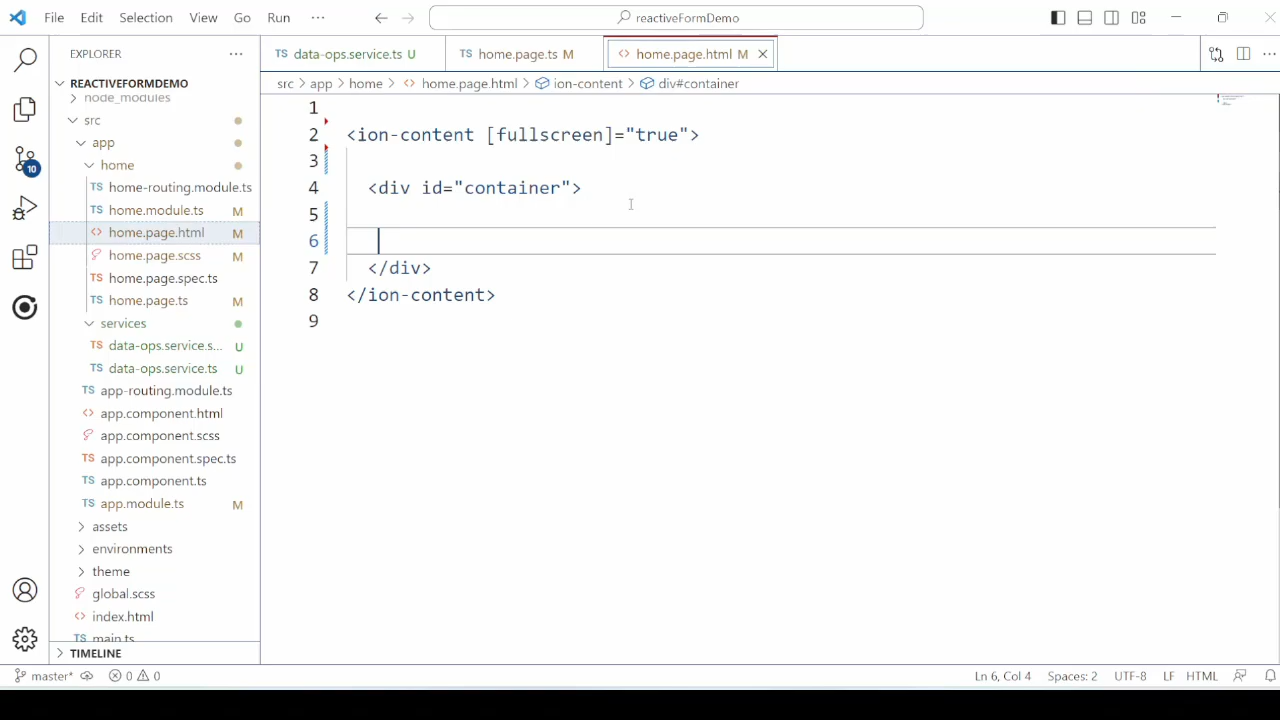 File Edit Selection View Go Run ··· reactiveFormDemo
EXPLORER ···
REACTIVEFORMDEMO
node_modules
src
app
home
TS home-routing.module.ts
TS home.module.ts M
<> home.page.html M
home.page.scss M
TS home.page.spec.ts
TS home.page.ts M
services
TS data-ops.service.s... U
TS data-ops.service.ts U
TS app-routing.module.ts
<> app.component.html
app.component.scss
TS app.component.spec.ts
TS app.component.ts
TS app.module.ts M
assets
environments
theme
global.scss
<> index.html
TS main.ts
TIMELINE
10
TS data-ops.service.ts U TS home.page.ts M <> home.page.html M
src > app > home > <> home.page.html > ion-content > div#container
1
2 <ion-content [fullscreen]="true">
3
4 <div id="container">
5
6
7 </div>
8 </ion-content>
9
master* 0 0 Ln 6, Col 4 Spaces: 2 UTF-8 LF HTML